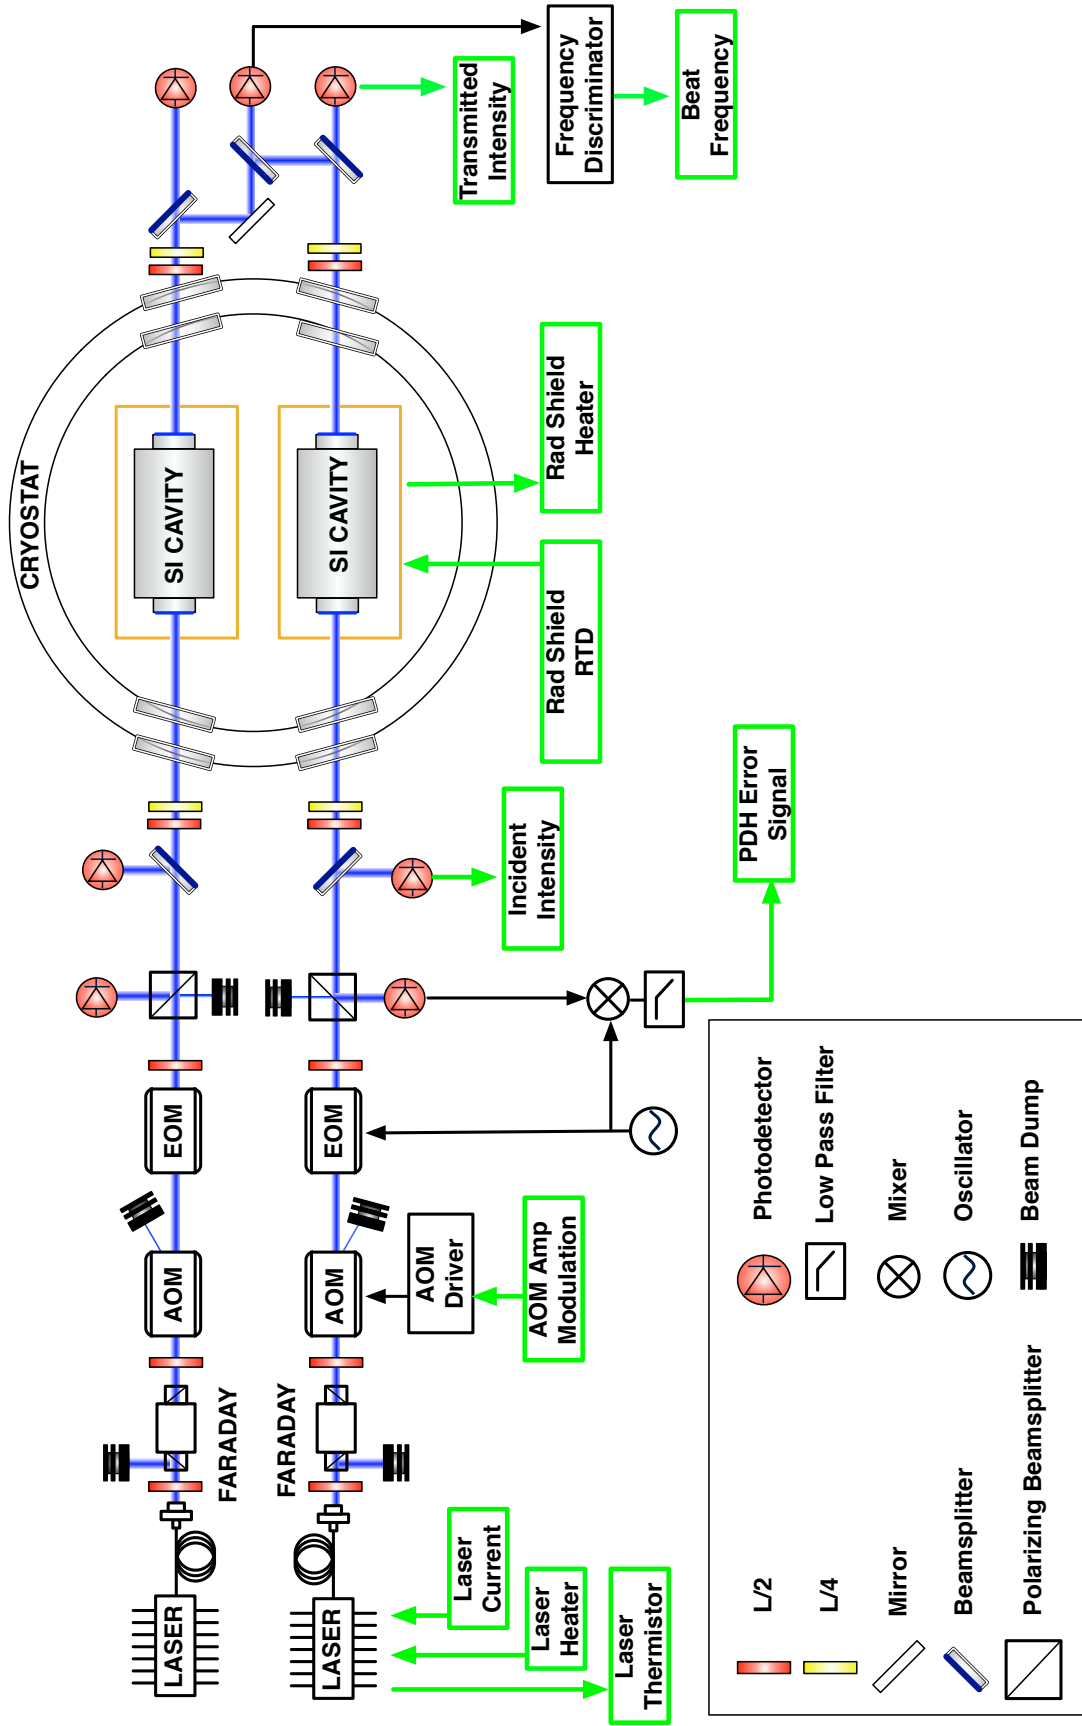 CRYOSTAT
LASER
FARADAY
AOM
EOM
SI CAVITY
LASER
FARADAY
AOM
EOM
SI CAVITY
Laser
Current
Laser
Heater
Laser
Thermistor
AOM
Driver
AOM Amp
Modulation
Incident
Intensity
PDH Error
Signal
Rad Shield
RTD
Rad Shield
Heater
Transmitted
Intensity
Frequency
Discriminator
Beat
Frequency
L/2
L/4
Mirror
Beamsplitter
Polarizing Beamsplitter
Photodetector
Low Pass Filter
Mixer
Oscillator
Beam Dump